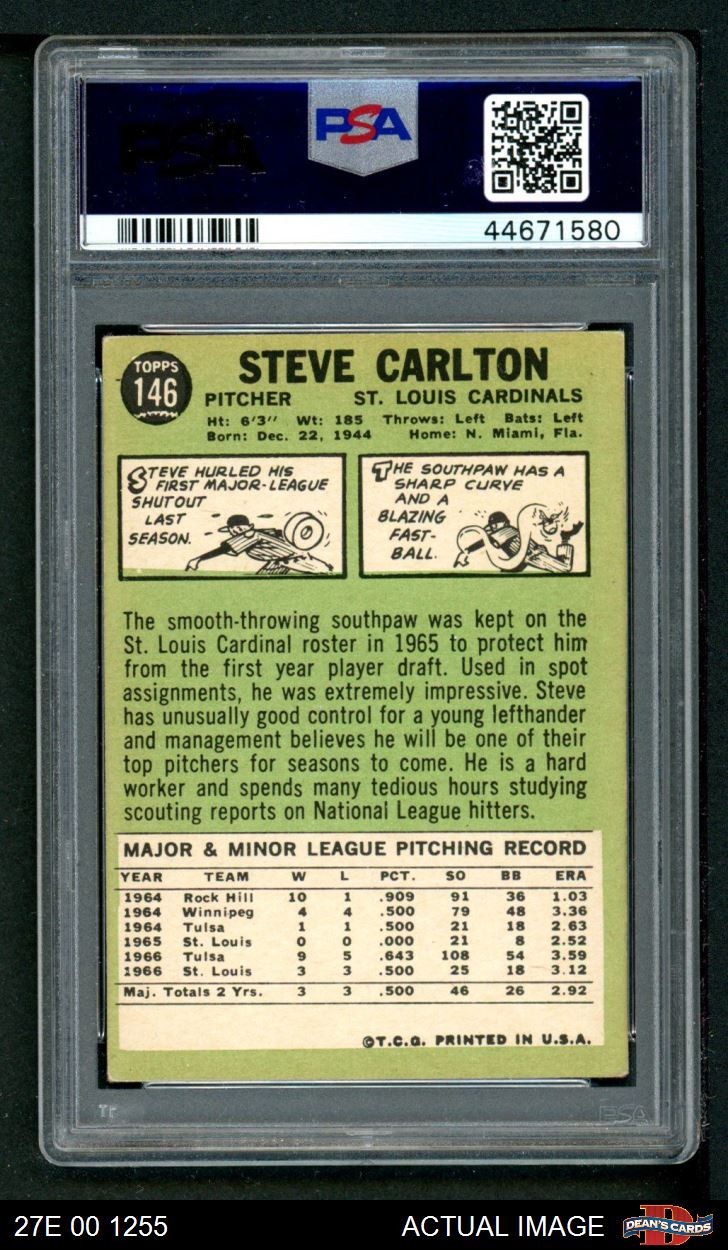 PSA
PSA
44671580
TOPPS
146
STEVE CARLTON
PITCHER ST. LOUIS CARDINALS
Ht: 6'3" Wt: 185 Throws: Left Bats: Left
Born: Dec. 22, 1944 Home: N. Miami, Fla.
STEVE HURLED HIS
FIRST MAJOR-LEAGUE
SHUTOUT
LAST
SEASON.
THE SOUTHPAW HAS A
SHARP CURVE
AND A
BLAZING
FAST-
BALL.
The smooth-throwing southpaw was kept on the
St. Louis Cardinal roster in 1965 to protect him
from the first year player draft. Used in spot
assignments, he was extremely impressive. Steve
has unusually good control for a young lefthander
and management believes he will be one of their
top pitchers for seasons to come. He is a hard
worker and spends many tedious hours studying
scouting reports on National League hitters.
MAJOR & MINOR LEAGUE PITCHING RECORD
YEAR TEAM W L PCT. SO BB ERA
1964 Rock Hill 10 1 .909 91 36 1.03
1964 Winnipeg 4 4 .500 79 48 3.36
1964 Tulsa 1 1 .500 21 18 2.63
1965 St. Louis 0 0 .000 21 8 2.52
1966 Tulsa 9 5 .643 108 54 3.59
1966 St. Louis 3 3 .500 25 18 3.12
Maj. Totals 2 Yrs. 3 3 .500 46 26 2.92
©T.C.G. PRINTED IN U.S.A.
PSA
27E 00 1255 ACTUAL IMAGE
DEAN'S CARDS